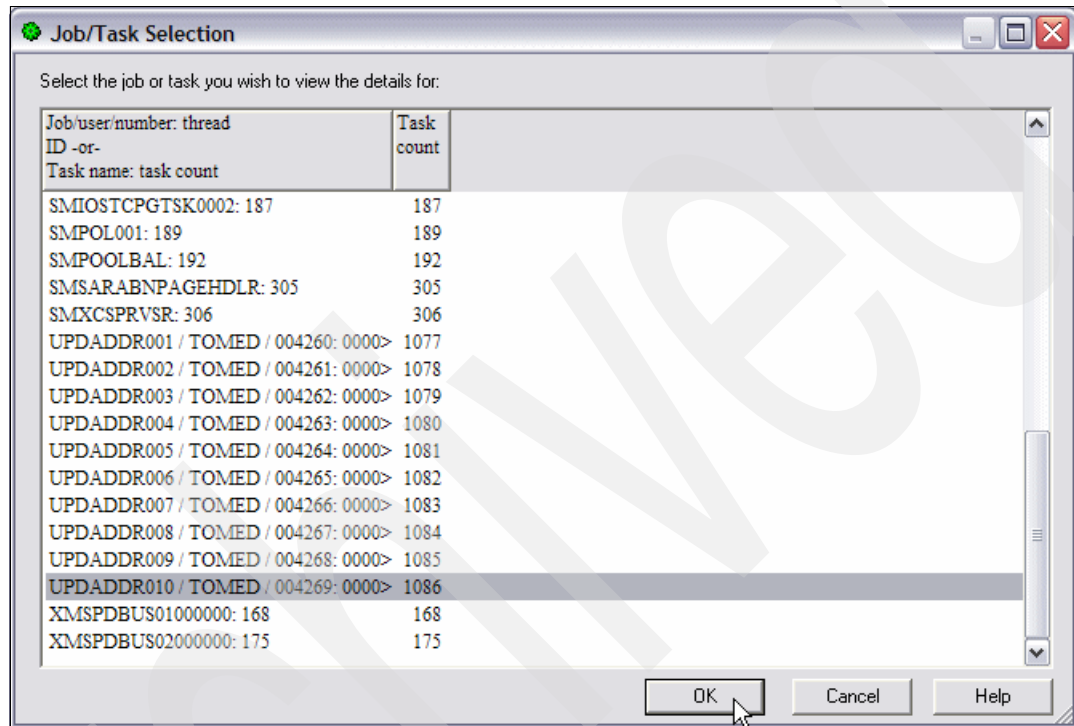 Job/Task Selection
Select the job or task you wish to view the details for:
Job/user/number: thread
ID -or-
Task name: task count
Task
count
SMIOSTCPGTSK0002: 187 187
SMPOL001: 189 189
SMPOOLBAL: 192 192
SMSARABNPAGEHDLR: 305 305
SMXCSPRVSR: 306 306
UPDADDR001 / TOMED / 004260: 0000> 1077
UPDADDR002 / TOMED / 004261: 0000> 1078
UPDADDR003 / TOMED / 004262: 0000> 1079
UPDADDR004 / TOMED / 004263: 0000> 1080
UPDADDR005 / TOMED / 004264: 0000> 1081
UPDADDR006 / TOMED / 004265: 0000> 1082
UPDADDR007 / TOMED / 004266: 0000> 1083
UPDADDR008 / TOMED / 004267: 0000> 1084
UPDADDR009 / TOMED / 004268: 0000> 1085
UPDADDR010 / TOMED / 004269: 0000> 1086
XMSPDBUS01000000: 168 168
XMSPDBUS02000000: 175 175
OK Cancel Help